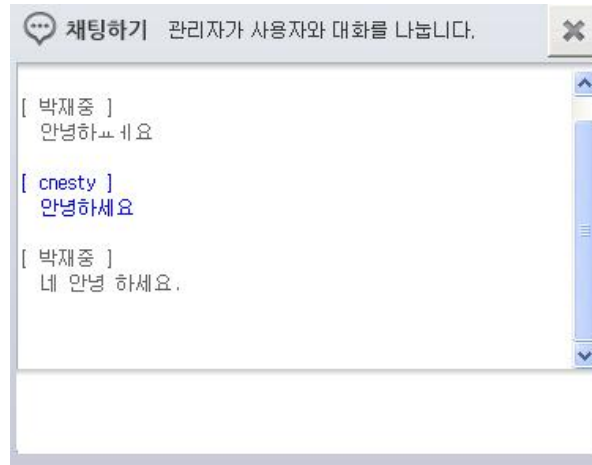 채팅하기 관리자가 사용자와 대화를 나눕니다.
[ 박재중 ]
안녕하ㅛㅔ요
[ cnesty ]
안녕하세요
[ 박재중 ]
네 안녕 하세요.